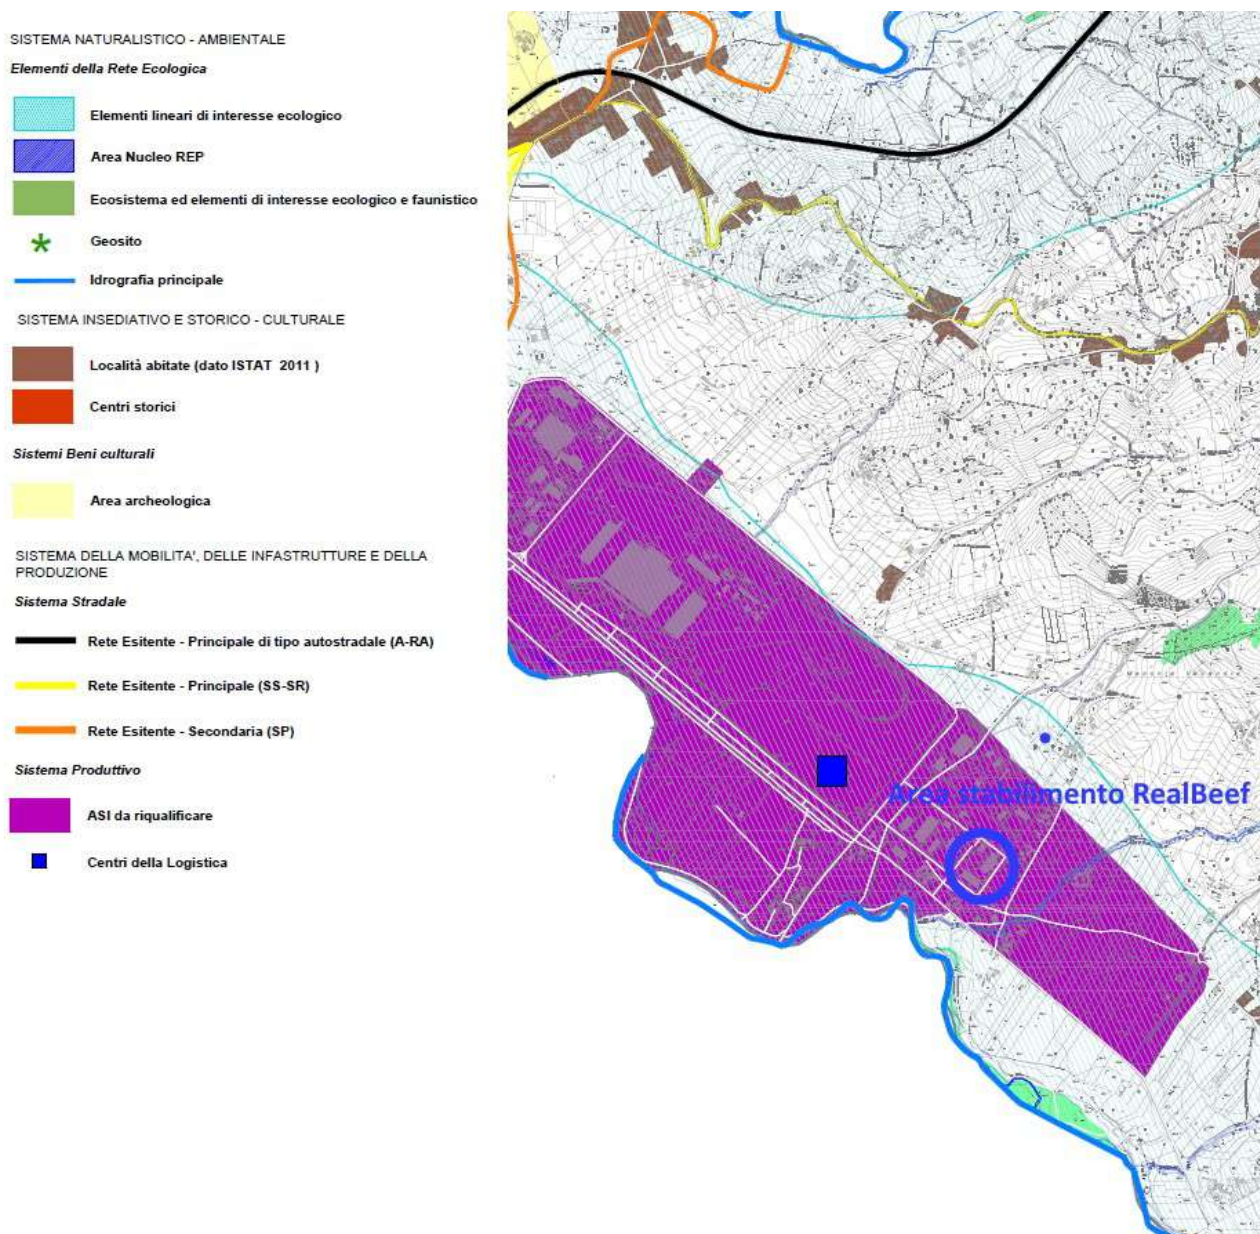 SISTEMA NATURALISTICO - AMBIENTALE
Elementi della Rete Ecologica
Elementi lineari di interesse ecologico
Area Nucleo REP
Ecosistema ed elementi di interesse ecologico e faunistico
Geosito
Idrografia principale
SISTEMA INSEDIATIVO E STORICO - CULTURALE
Località abitate (dato ISTAT 2011 )
Centri storici
Sistemi Beni culturali
Area archeologica
SISTEMA DELLA MOBILITA', DELLE INFASTRUTTURE E DELLA
PRODUZIONE
Sistema Stradale
Rete Esitente - Principale di tipo autostradale (A-RA)
Rete Esitente - Principale (SS-SR)
Rete Esitente - Secondaria (SP)
Sistema Produttivo
ASI da riqualificare
Centri della Logistica
Area stabilimento RealBeef